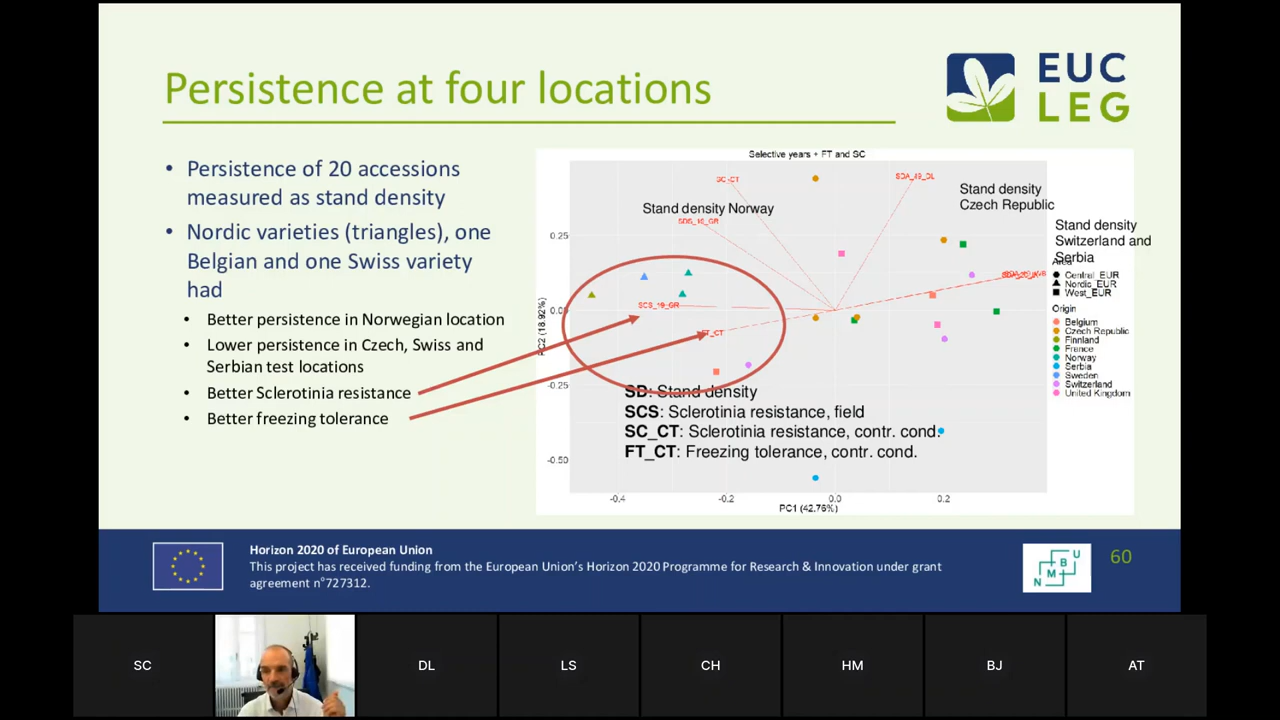 Persistence at four locations
EUC
LEG
• Persistence of 20 accessions
measured as stand density
• Nordic varieties (triangles), one
Belgian and one Swiss variety
had
• Better persistence in Norwegian location
• Lower persistence in Czech, Swiss and
Serbian test locations
• Better Sclerotinia resistance
• Better freezing tolerance
Selective years + FT and SC
SC_CT
SDA_19_DL
Stand density Norway
SDS_19_GR
Stand density
Czech Republic
Stand density
Switzerland and
Serbia
SCS_19_GR
FT_CT
0.25
0.00
-0.25
-0.50
PC2 (18.92%)
-0.4
-0.2
0.0
0.2
PC1 (42.76%)
SD: Stand density
SCS: Sclerotinia resistance, field
SC_CT: Sclerotinia resistance, contr. cond.
FT_CT: Freezing tolerance, contr. cond.
Central_EUR
Nordic_EUR
West_EUR
Origin
Belgium
Czech Republic
Finnland
France
Norway
Serbia
Sweden
Switzerland
United Kingdom
Horizon 2020 of European Union
This project has received funding from the European Union's Horizon 2020 Programme for Research & Innovation under grant
agreement n°727312.
N M B U
60
SC
DL
LS
CH
HM
BJ
AT